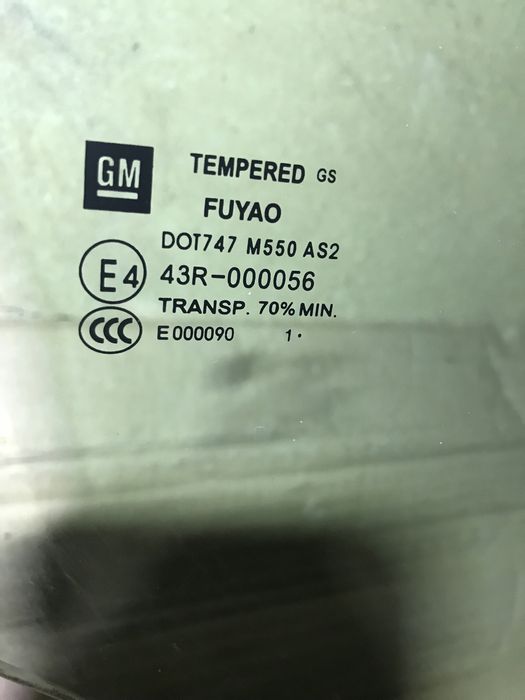 GM
TEMPERED GS
FUYAO
DOT747 M550 AS2
E4 43R-000056
TRANSP. 70% MIN.
CCC E000090 1·